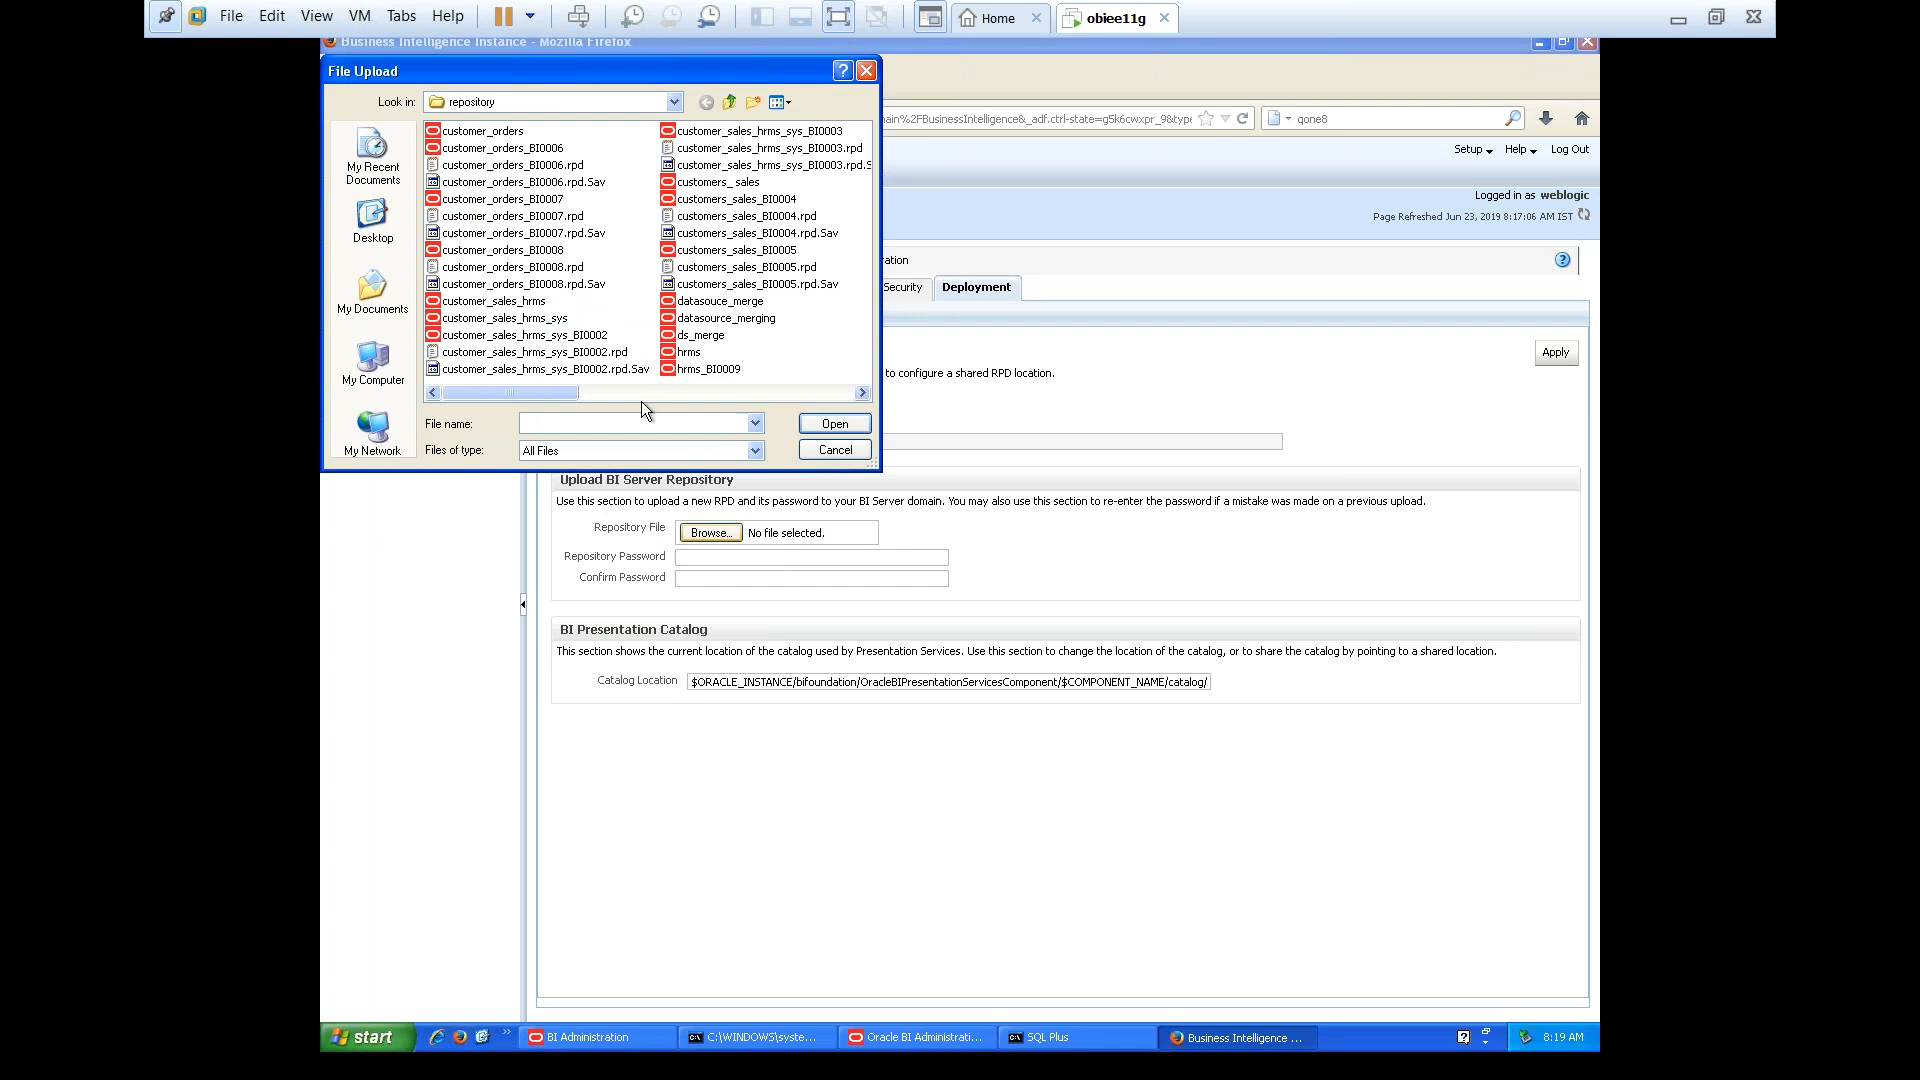 File Edit View VM Tabs Help Home obiee11g
Business Intelligence Instance - Mozilla Firefox
File Upload
Look in: repository
My Recent Documents
Desktop
My Documents
My Computer
My Network
customer_orders
customer_orders_BI0006
customer_orders_BI0006.rpd
customer_orders_BI0006.rpd.Sav
customer_orders_BI0007
customer_orders_BI0007.rpd
customer_orders_BI0007.rpd.Sav
customer_orders_BI0008
customer_orders_BI0008.rpd
customer_orders_BI0008.rpd.Sav
customer_sales_hrms
customer_sales_hrms_sys
customer_sales_hrms_sys_BI0002
customer_sales_hrms_sys_BI0002.rpd
customer_sales_hrms_sys_BI0002.rpd.Sav
customer_sales_hrms_sys_BI0003
customer_sales_hrms_sys_BI0003.rpd
customer_sales_hrms_sys_BI0003.rpd.S
customers_ sales
customers_sales_BI0004
customers_sales_BI0004.rpd
customers_sales_BI0004.rpd.Sav
customers_sales_BI0005
customers_sales_BI0005.rpd
customers_sales_BI0005.rpd.Sav
datasouce_merge
datasource_merging
ds_merge
hrms
hrms_BI0009
File name: Open
Files of type: All Files Cancel
ain%2FBusinessIntelligence&_adf.ctrl-state=g5k6cwxpr_9&type qone8
Setup Help Log Out
Logged in as weblogic
Page Refreshed Jun 23, 2019 8:17:06 AM IST
ration
Security Deployment
Apply
to configure a shared RPD location.
Upload BI Server Repository
Use this section to upload a new RPD and its password to your BI Server domain. You may also use this section to re-enter the password if a mistake was made on a previous upload.
Repository File Browse... No file selected.
Repository Password
Confirm Password
BI Presentation Catalog
This section shows the current location of the catalog used by Presentation Services. Use this section to change the location of the catalog, or to share the catalog by pointing to a shared location.
Catalog Location $ORACLE_INSTANCE/bifoundation/OracleBIPresentationServicesComponent/$COMPONENT_NAME/catalog/
start BI Administration C:\WINDOWS\syste... Oracle BI Administrati... SQL Plus Business Intelligence ... 8:19 AM